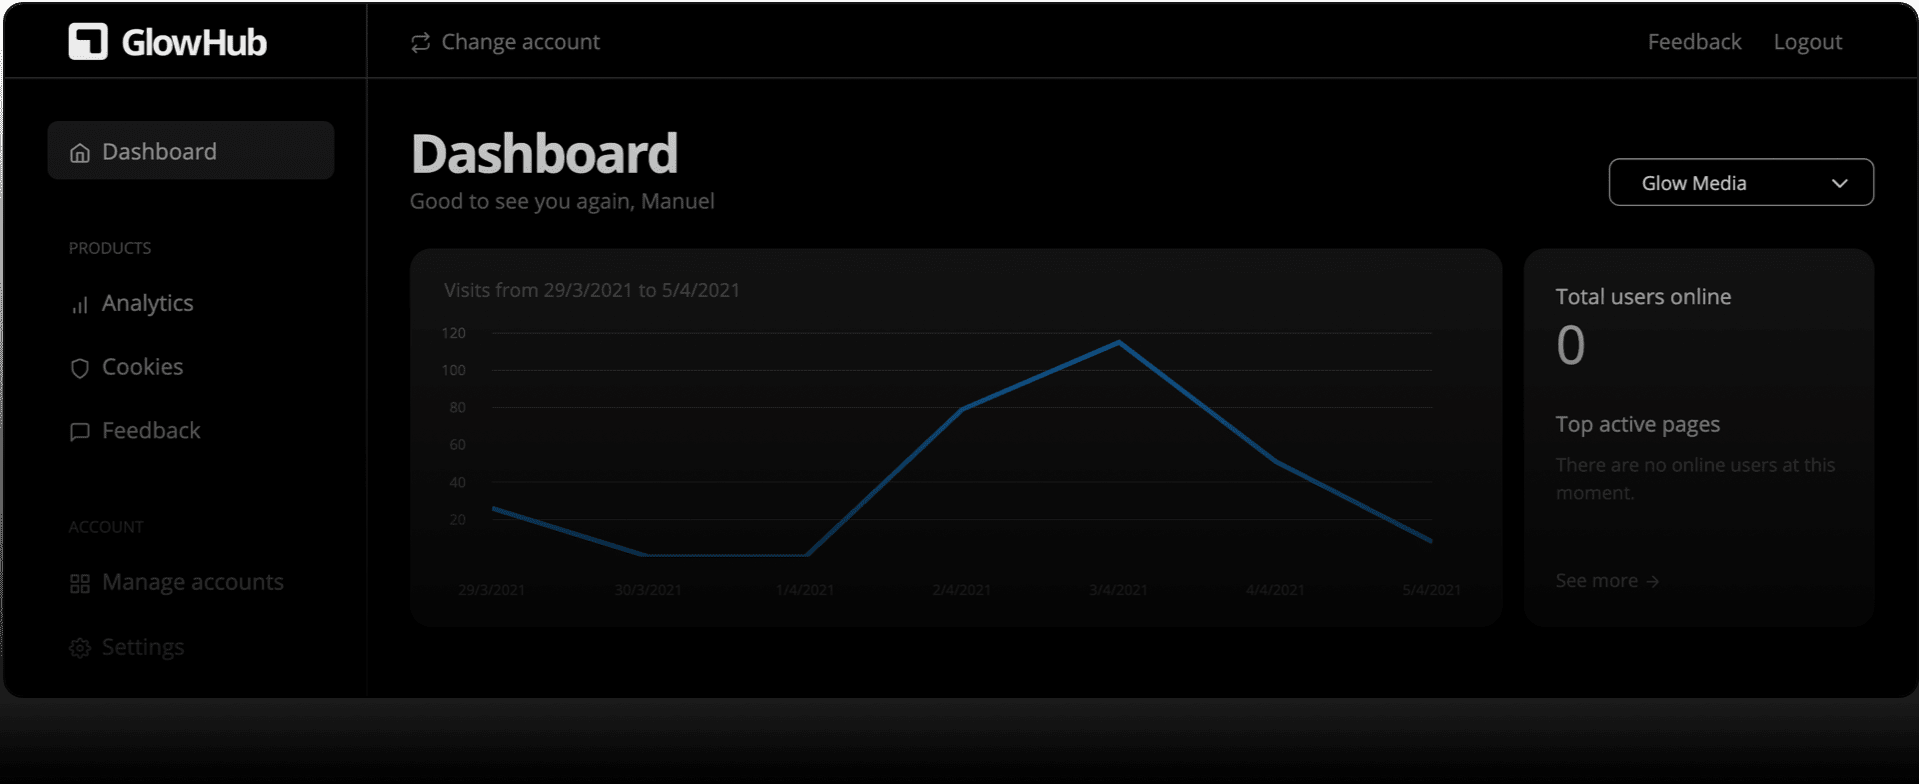 GlowHub
Change account
Feedback
Logout
Dashboard
PRODUCTS
Analytics
Cookies
Feedback
ACCOUNT
Manage accounts
Settings
Dashboard
Good to see you again, Manuel
Glow Media
Visits from 29/3/2021 to 5/4/2021
120
100
80
60
40
20
29/3/2021 30/3/2021 1/4/2021 2/4/2021 3/4/2021 4/4/2021 5/4/2021
Total users online
0
Top active pages
There are no online users at this
moment.
See more →